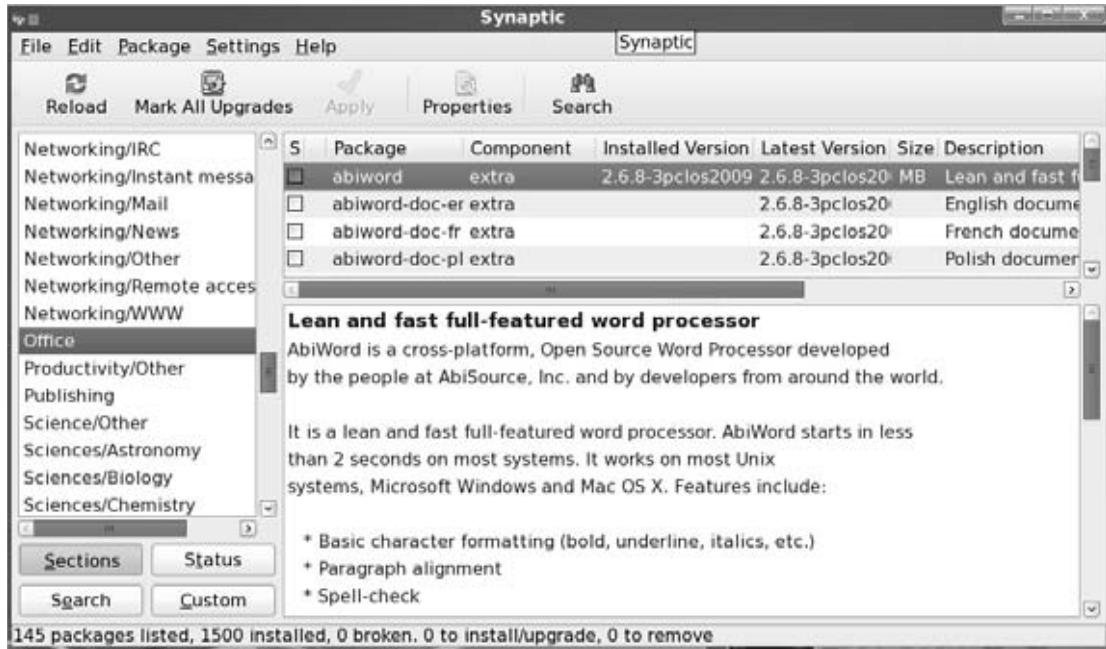 Synaptic
File Edit Package Settings Help
Synaptic
Reload Mark All Upgrades Apply Properties Search
Networking/IRC
Networking/Instant messa
Networking/Mail
Networking/News
Networking/Other
Networking/Remote acces
Networking/WWW
Office
Productivity/Other
Publishing
Science/Other
Sciences/Astronomy
Sciences/Biology
Sciences/Chemistry
Sections Status
Search Custom
S Package Component Installed Version Latest Version Size Description
abiword extra 2.6.8-3pclos2009 2.6.8-3pclos20 MB Lean and fast f
abiword-doc-er extra 2.6.8-3pclos20 English docume
abiword-doc-fr extra 2.6.8-3pclos20 French docume
abiword-doc-pl extra 2.6.8-3pclos20 Polish documer
Lean and fast full-featured word processor
AbiWord is a cross-platform, Open Source Word Processor developed
by the people at AbiSource, Inc. and by developers from around the world.
It is a lean and fast full-featured word processor. AbiWord starts in less
than 2 seconds on most systems. It works on most Unix
systems, Microsoft Windows and Mac OS X. Features include:
* Basic character formatting (bold, underline, italics, etc.)
* Paragraph alignment
* Spell-check
145 packages listed, 1500 installed, 0 broken. 0 to install/upgrade, 0 to remove